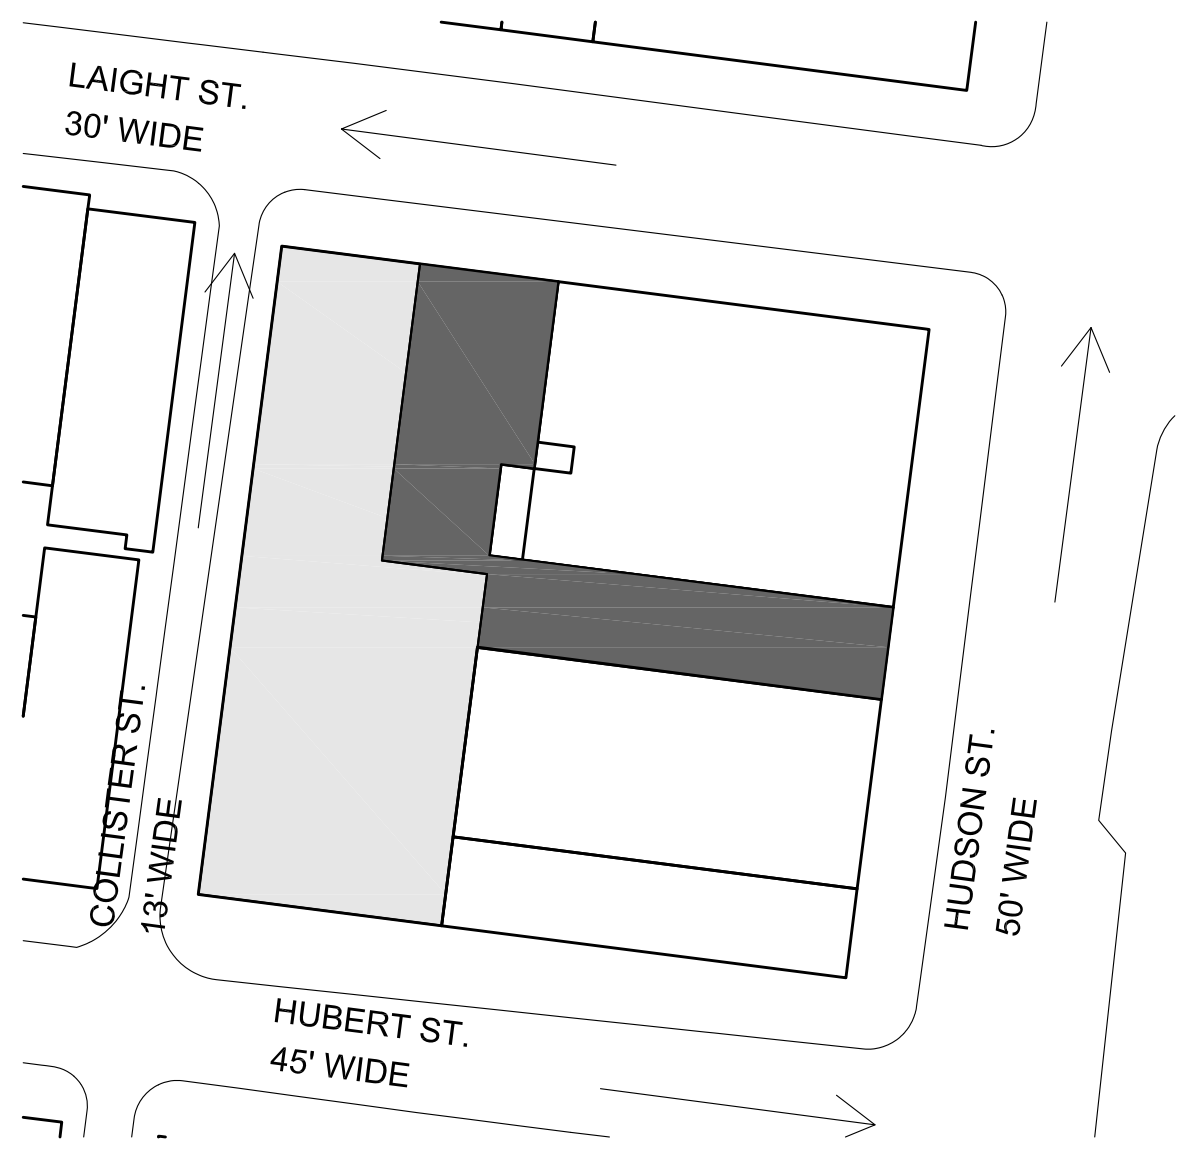 LAIGHT ST.
30' WIDE
COLLISTER ST.
13' WIDE
HUDSON ST.
50' WIDE
HUBERT ST.
45' WIDE